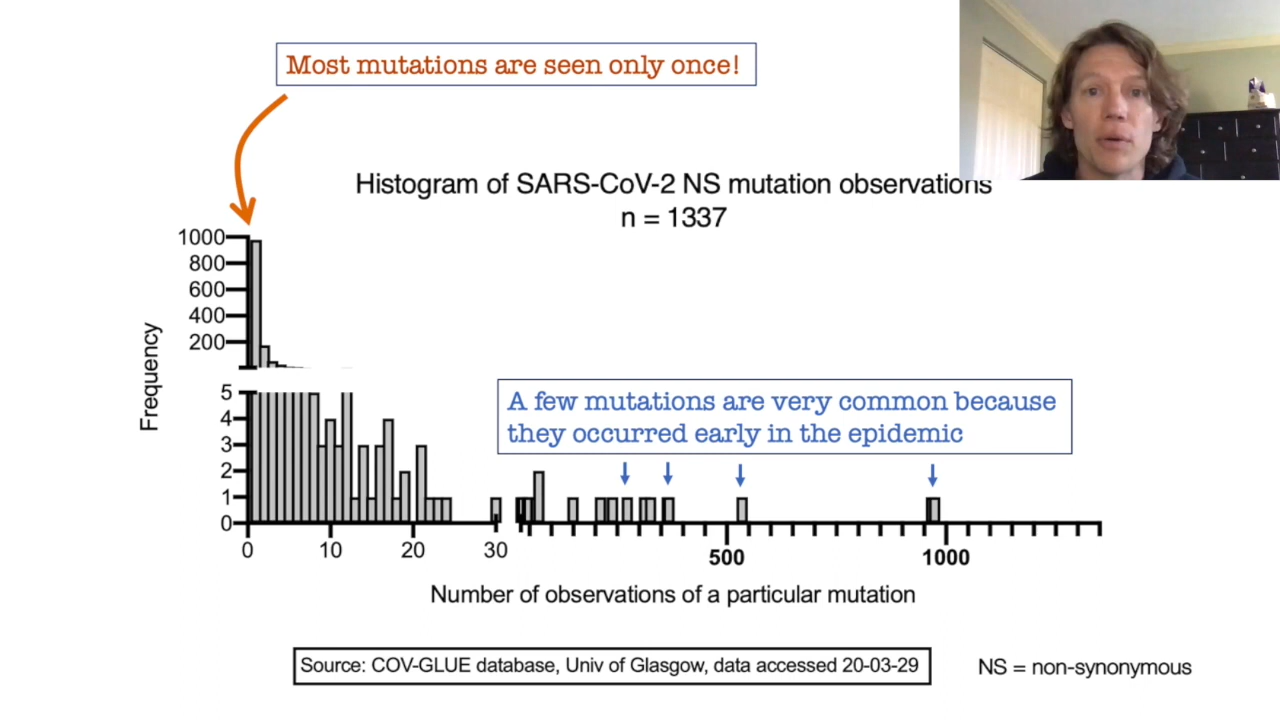 Most mutations are seen only once!
Histogram of SARS-CoV-2 NS mutation observations
n = 1337
1000
800
600
400
200
5
4
3
2
1
0
Frequency
A few mutations are very common because
they occurred early in the epidemic
0 10 20 30 500 1000
Number of observations of a particular mutation
Source: COV-GLUE database, Univ of Glasgow, data accessed 20-03-29
NS = non-synonymous